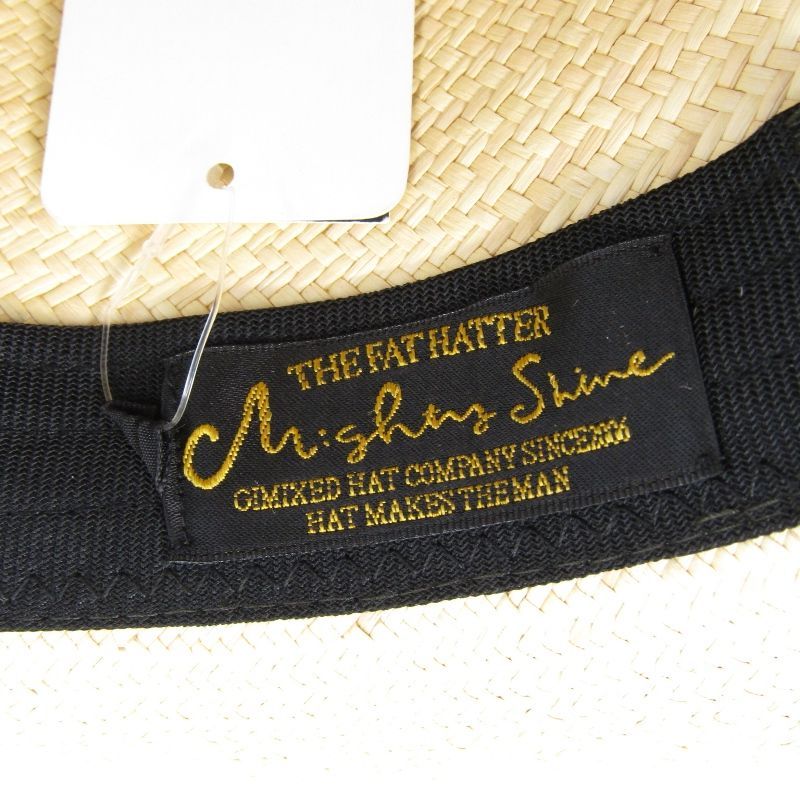 THE FAT HATTER
Mighty Shine
GIMIXED HAT COMPANY SINCE2006
HAT MAKES THE MAN